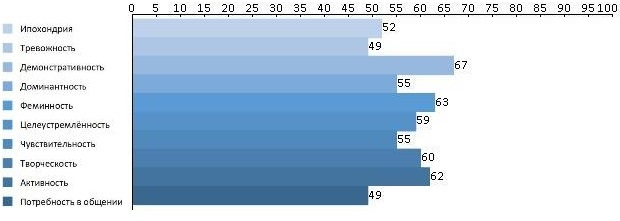 0 5 10 15 20 25 30 35 40 45 50 55 60 65 70 75 80 85 90 95 100
Ипохондрия 52
Тревожность 49
Демонстративность 67
Доминантность 55
Феминность 63
Целеустремлённость 59
Чувствительность 55
Творческость 60
Активность 62
Потребность в общении 49